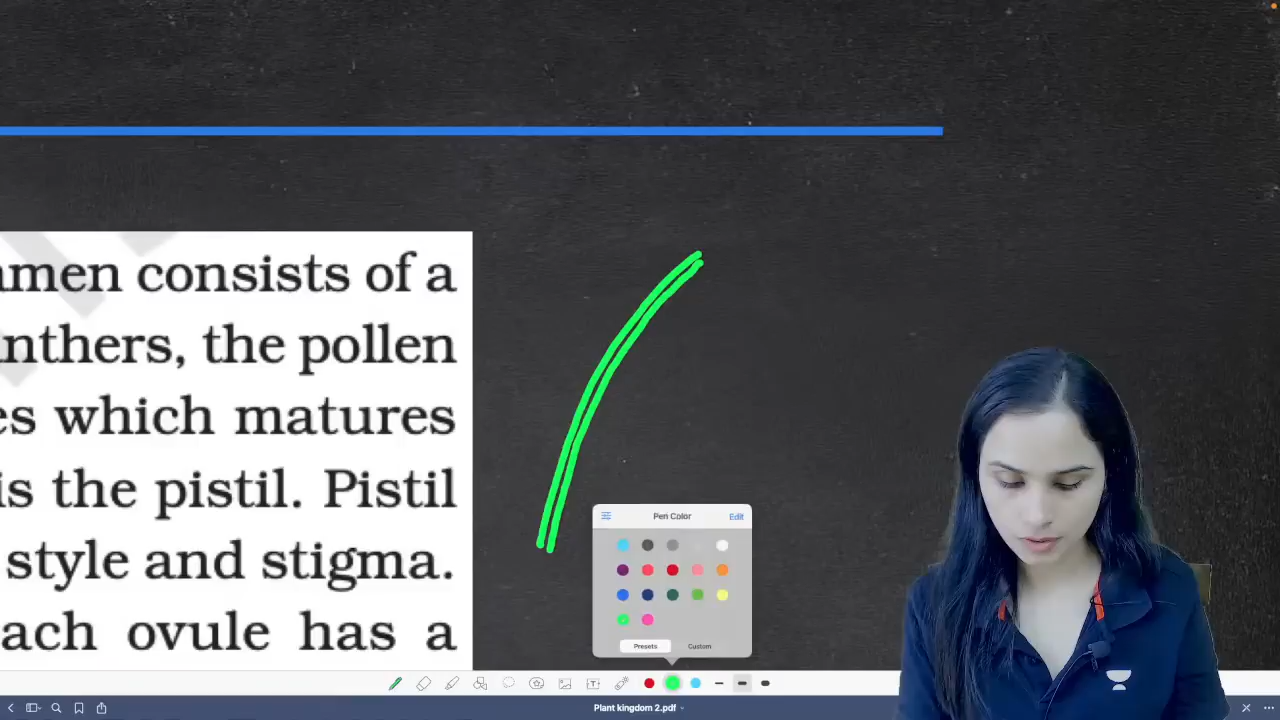 amen consists of a
nthers, the pollen
es which matures
is the pistil. Pistil
style and stigma.
ach ovule has a
Pen Color
Edit
Presets
Custom
Plant kingdom 2.pdf